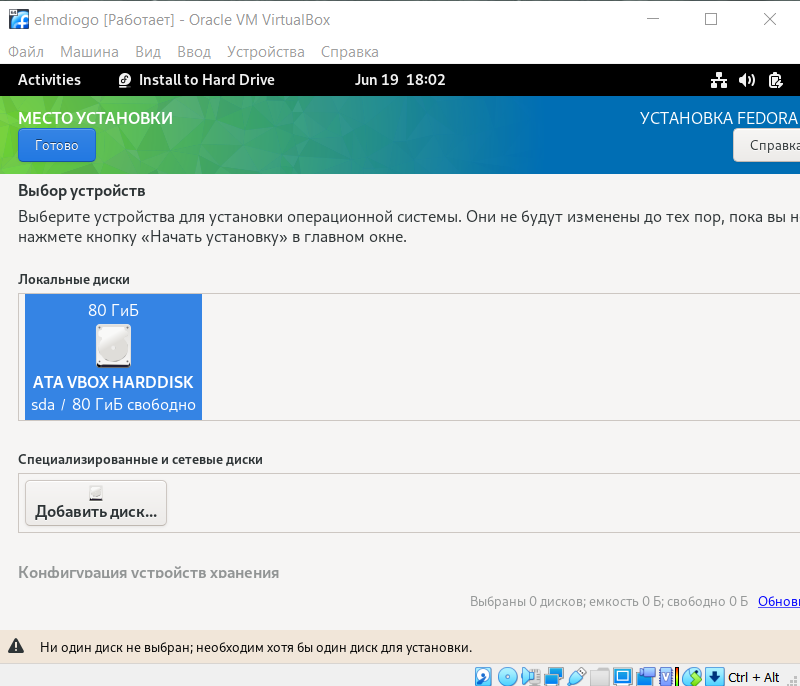 elmdiogo [Работает] - Oracle VM VirtualBox
Файл Машина Вид Ввод Устройства Справка
Activities Install to Hard Drive Jun 19 18:02
МЕСТО УСТАНОВКИ УСТАНОВКА FEDORA
Готово Справка
Выбор устройств
Выберите устройства для установки операционной системы. Они не будут изменены до тех пор, пока вы н
нажмете кнопку «Начать установку» в главном окне.
Локальные диски
80 ГиБ
ATA VBOX HARDDISK
sda / 80 ГиБ свободно
Специализированные и сетевые диски
Добавить диск...
Конфигурация устройств хранения
Выбраны 0 дисков; емкость 0 Б; свободно 0 Б Обнови
Ни один диск не выбран; необходим хотя бы один диск для установки.
Ctrl + Alt